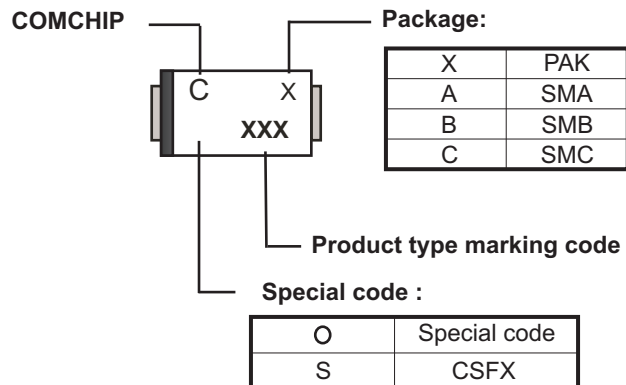 COMCHIP
Package:
C X
XXX
X PAK
A SMA
B SMB
C SMC
Product type marking code
Special code :
O Special code
S CSFX